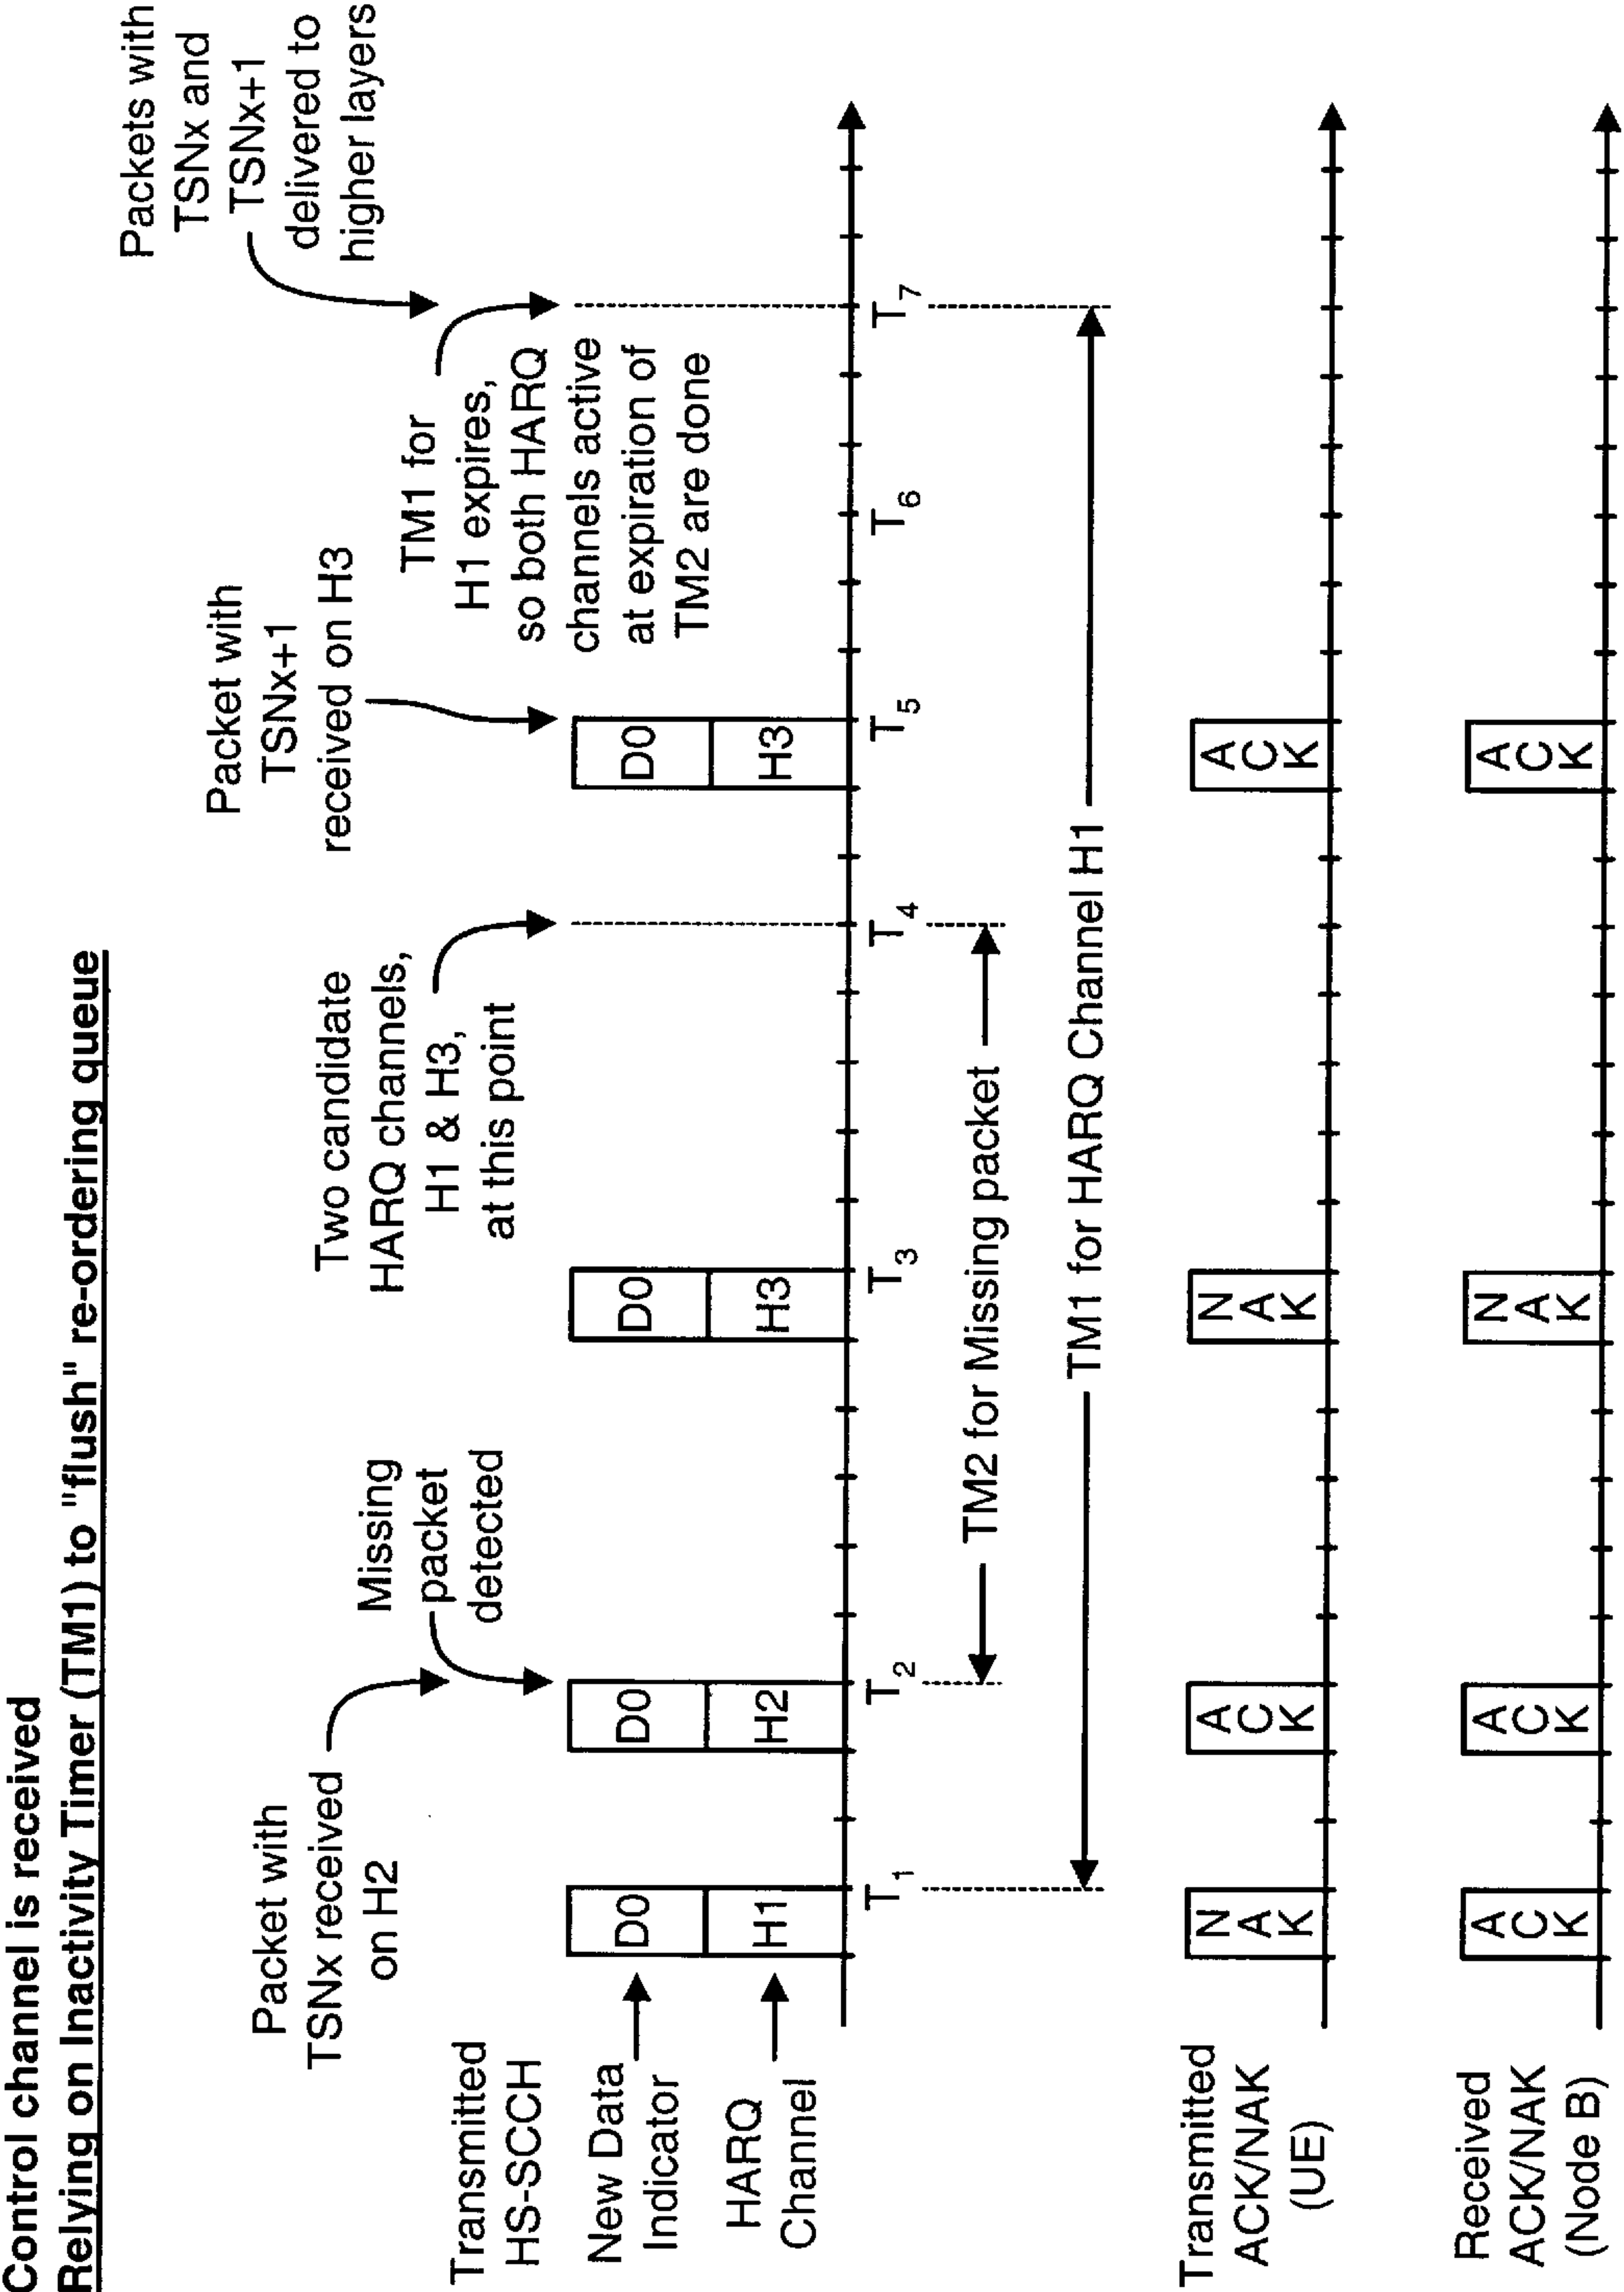 Control channel is received
Relying on Inactivity Timer (TM1) to "flush" re-ordering queue
Packet with
TSNx received
on H2
Missing
packet
detected
Two candidate
HARQ channels,
H1 & H3,
at this point
Packet with
TSNx+1
received on H3
TM1 for
H1 expires,
so both HARQ
channels active
at expiration of
TM2 are done
Packets with
TSNx and
TSNx+1
delivered to
higher layers
Transmitted
HS-SCCH
New Data
Indicator
HARQ
Channel
D0
H1
D0
H2
D0
H3
D0
H3
T1
T2
T3
T4
T5
T6
T7
TM2 for Missing packet
TM1 for HARQ Channel H1
Transmitted
ACK/NAK
(UE)
NAK
ACK
NAK
ACK
Received
ACK/NAK
(Node B)
ACK
ACK
NAK
ACK